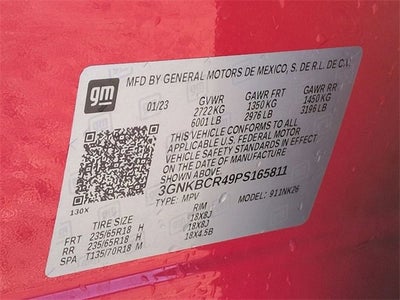 gm
MFD BY GENERAL MOTORS DE MEXICO, S. DE R.L. DE C.V.
01/23 GVWR GAWR FRT GAWR RR
2722 KG 1350 KG 1450 KG
6001 LB 2976 LB 3196 LB
THIS VEHICLE CONFORMS TO ALL
APPLICABLE U.S. FEDERAL MOTOR
VEHICLE SAFETY STANDARDS IN EFFECT
ON THE DATE OF MANUFACTURE
3GNKBCR49PS165811
130X TYPE: MPV MODEL: 911NK26
TIRE SIZE RIM
FRT 235/65R18 H 18X8J
RR 235/65R18 H 18X8J
SPA T135/70R18 M 18X4.5B